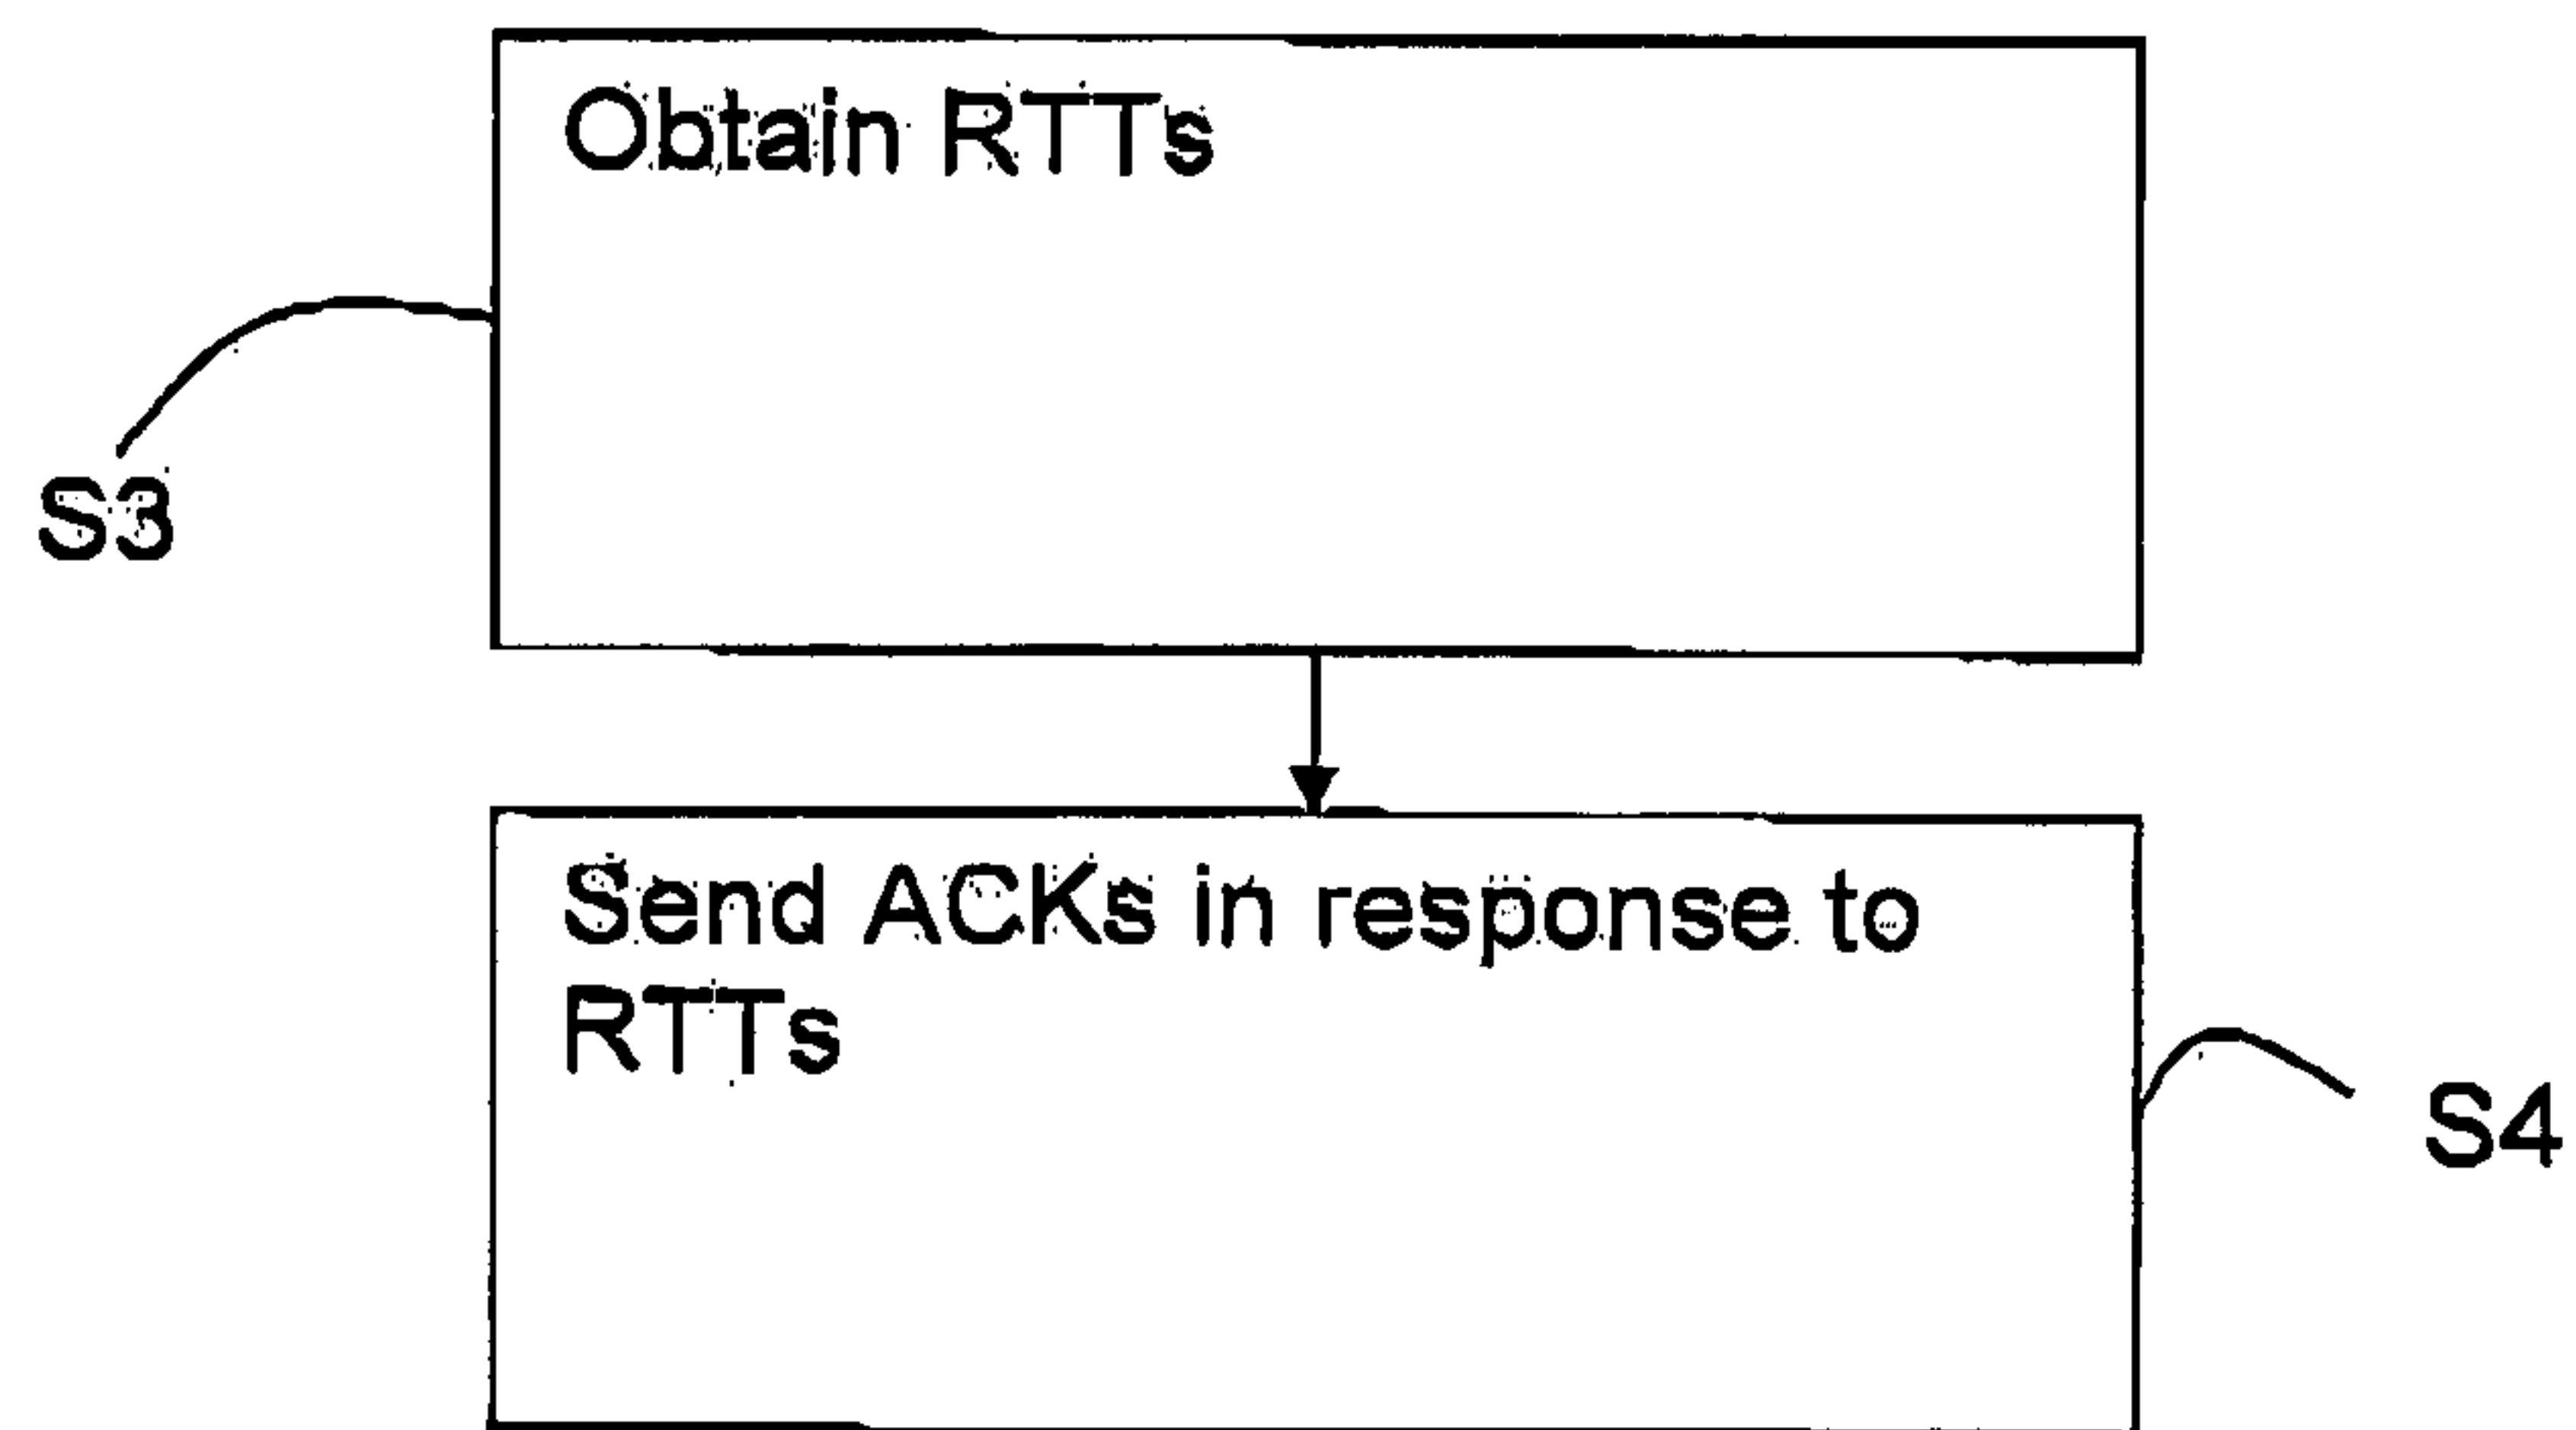 Obtain RTTs
S3
Send ACKs in response to
RTTs
S4